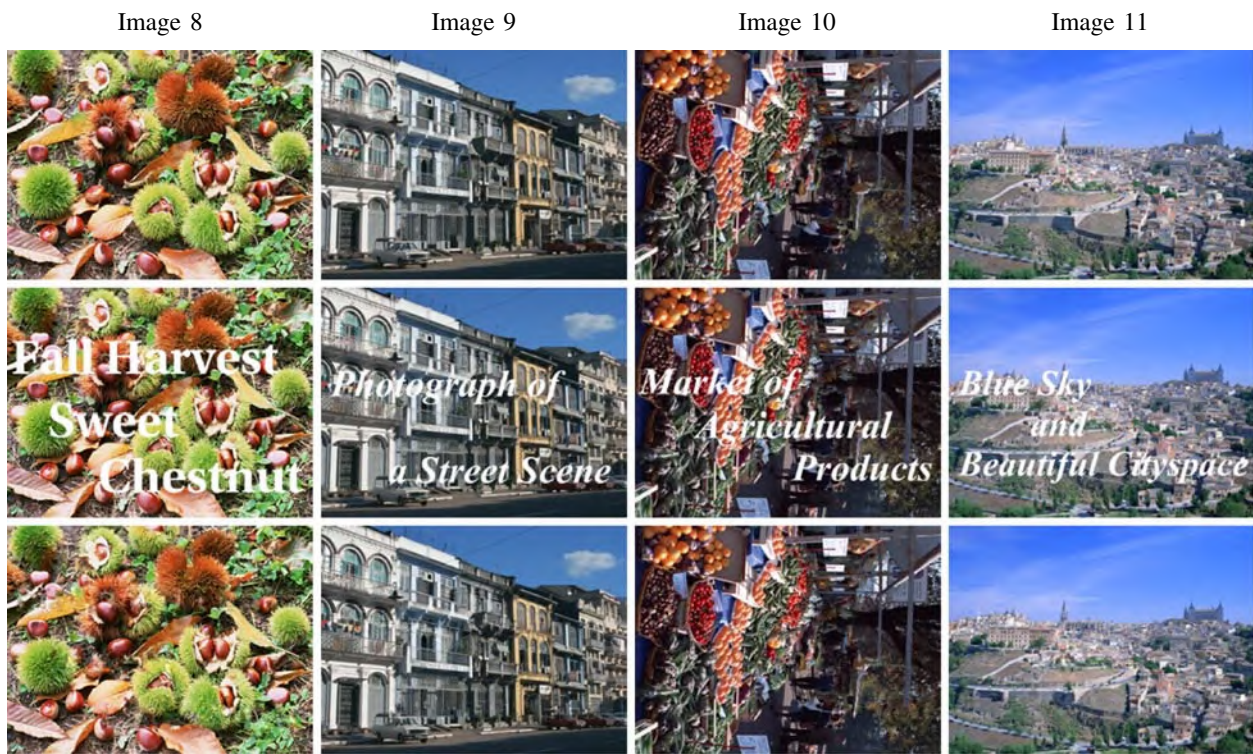 Image 8
Image 9
Image 10
Image 11
Fall Harvest
Sweet
Chestnut
Photograph of
a Street Scene
Market of
Agricultural
Products
Blue Sky
and
Beautiful Cityspace